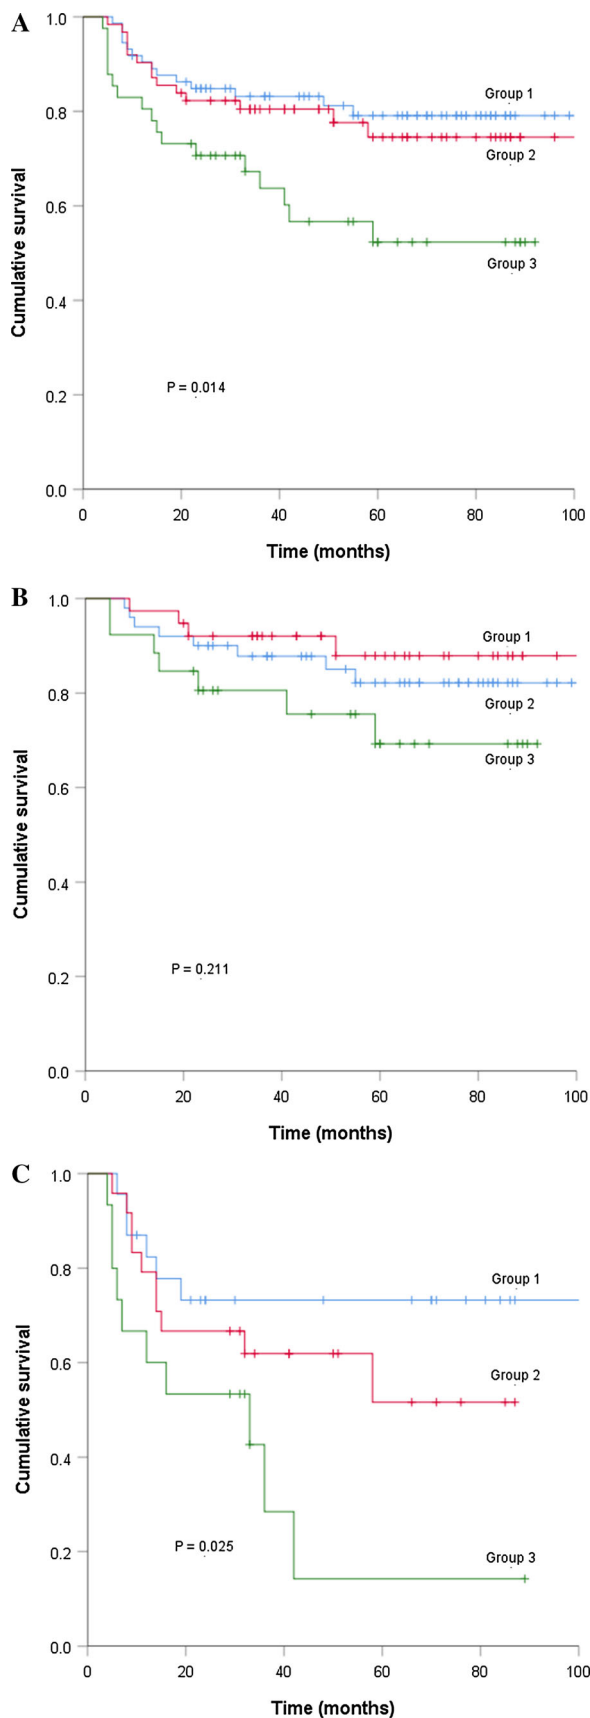 A
Cumulative survival
1.0
0.8
0.6
0.4
0.2
0.0
Group 1
Group 2
Group 3
P = 0.014
0 20 40 60 80 100
Time (months)
B
Cumulative survival
1.0
0.8
0.6
0.4
0.2
0.0
Group 1
Group 2
Group 3
P = 0.211
0 20 40 60 80 100
Time (months)
C
Cumulative survival
1.0
0.8
0.6
0.4
0.2
0.0
Group 1
Group 2
Group 3
P = 0.025
0 20 40 60 80 100
Time (months)